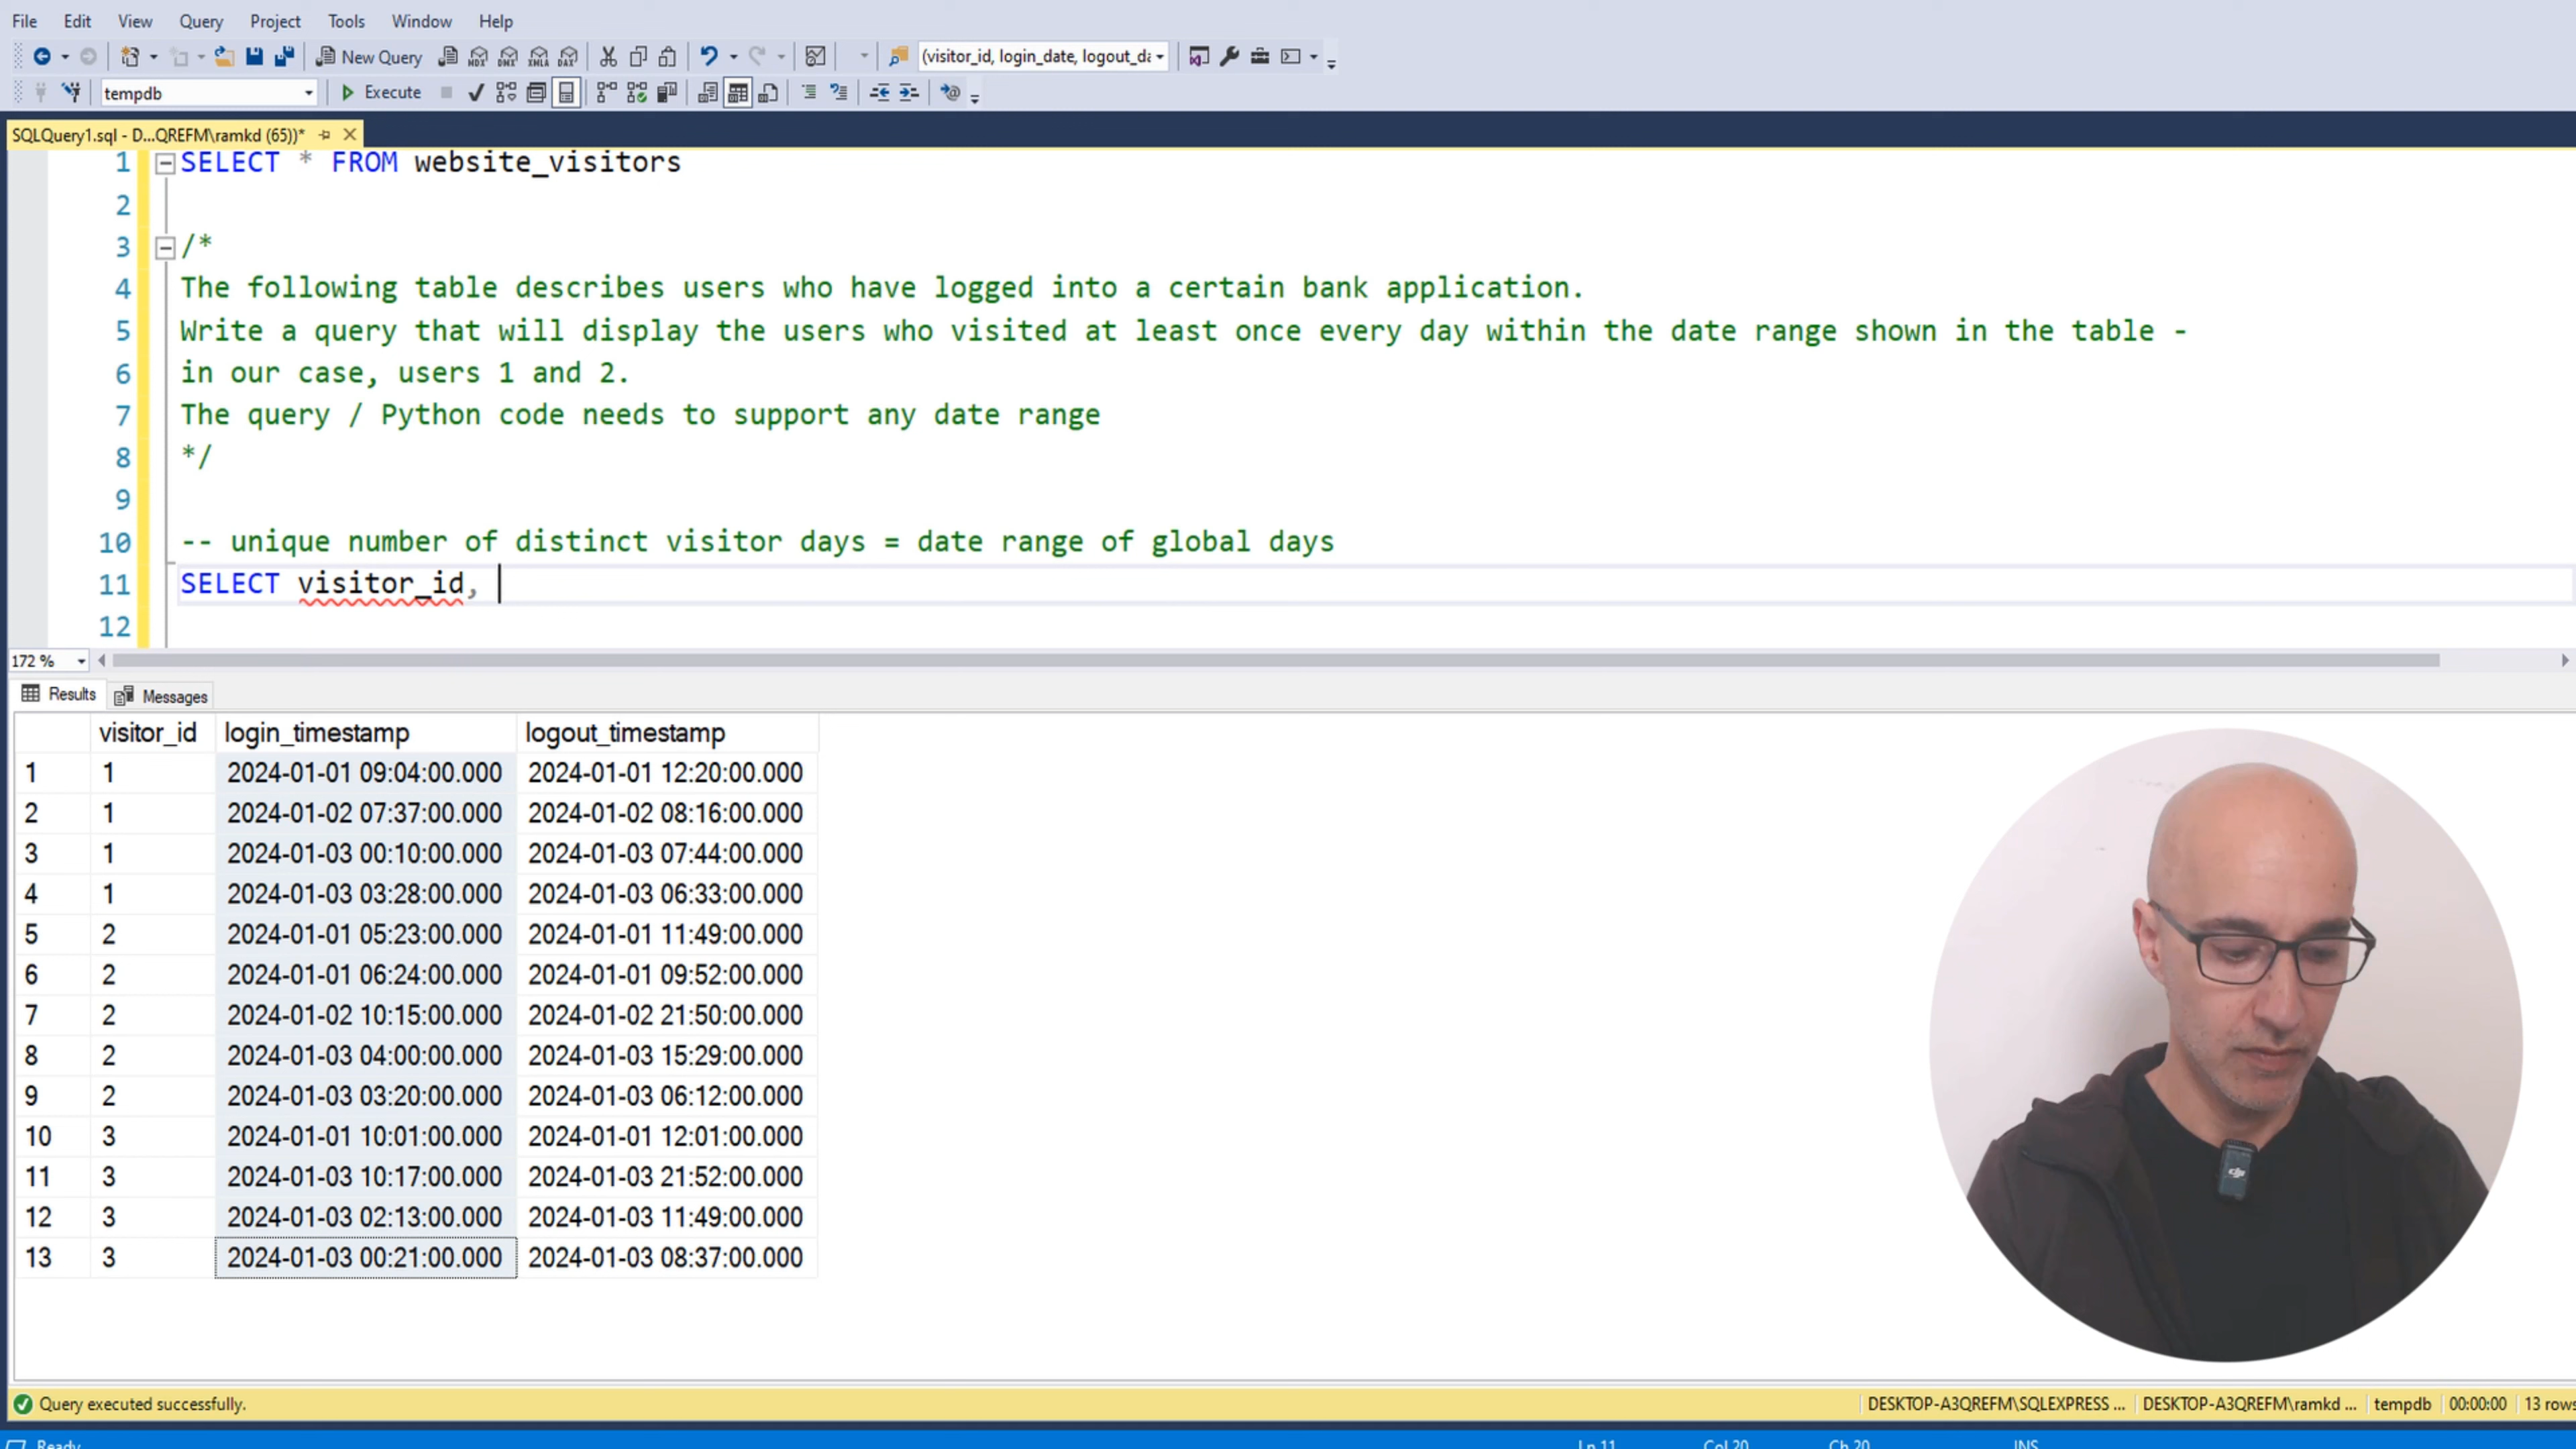 File Edit View Query Project Tools Window Help
New Query MDX DMX XMLA DAX (visitor_id, login_date, logout_da
tempdb Execute
SQLQuery1.sql - D...QREFM\ramkd (65))*
1 SELECT * FROM website_visitors
2
3 /*
4 The following table describes users who have logged into a certain bank application.
5 Write a query that will display the users who visited at least once every day within the date range shown in the table -
6 in our case, users 1 and 2.
7 The query / Python code needs to support any date range
8 */
9
10 -- unique number of distinct visitor days = date range of global days
11 SELECT visitor_id,
12
172 %
Results Messages
visitor_id login_timestamp logout_timestamp
1 1 2024-01-01 09:04:00.000 2024-01-01 12:20:00.000
2 1 2024-01-02 07:37:00.000 2024-01-02 08:16:00.000
3 1 2024-01-03 00:10:00.000 2024-01-03 07:44:00.000
4 1 2024-01-03 03:28:00.000 2024-01-03 06:33:00.000
5 2 2024-01-01 05:23:00.000 2024-01-01 11:49:00.000
6 2 2024-01-01 06:24:00.000 2024-01-01 09:52:00.000
7 2 2024-01-02 10:15:00.000 2024-01-02 21:50:00.000
8 2 2024-01-03 04:00:00.000 2024-01-03 15:29:00.000
9 2 2024-01-03 03:20:00.000 2024-01-03 06:12:00.000
10 3 2024-01-01 10:01:00.000 2024-01-01 12:01:00.000
11 3 2024-01-03 10:17:00.000 2024-01-03 21:52:00.000
12 3 2024-01-03 02:13:00.000 2024-01-03 11:49:00.000
13 3 2024-01-03 00:21:00.000 2024-01-03 08:37:00.000
dji
Query executed successfully. DESKTOP-A3QREFM\SQLEXPRESS ... DESKTOP-A3QREFM\ramkd ... tempdb 00:00:00 13 rows
Ready Ln 11 Col 20 Ch 20 INS